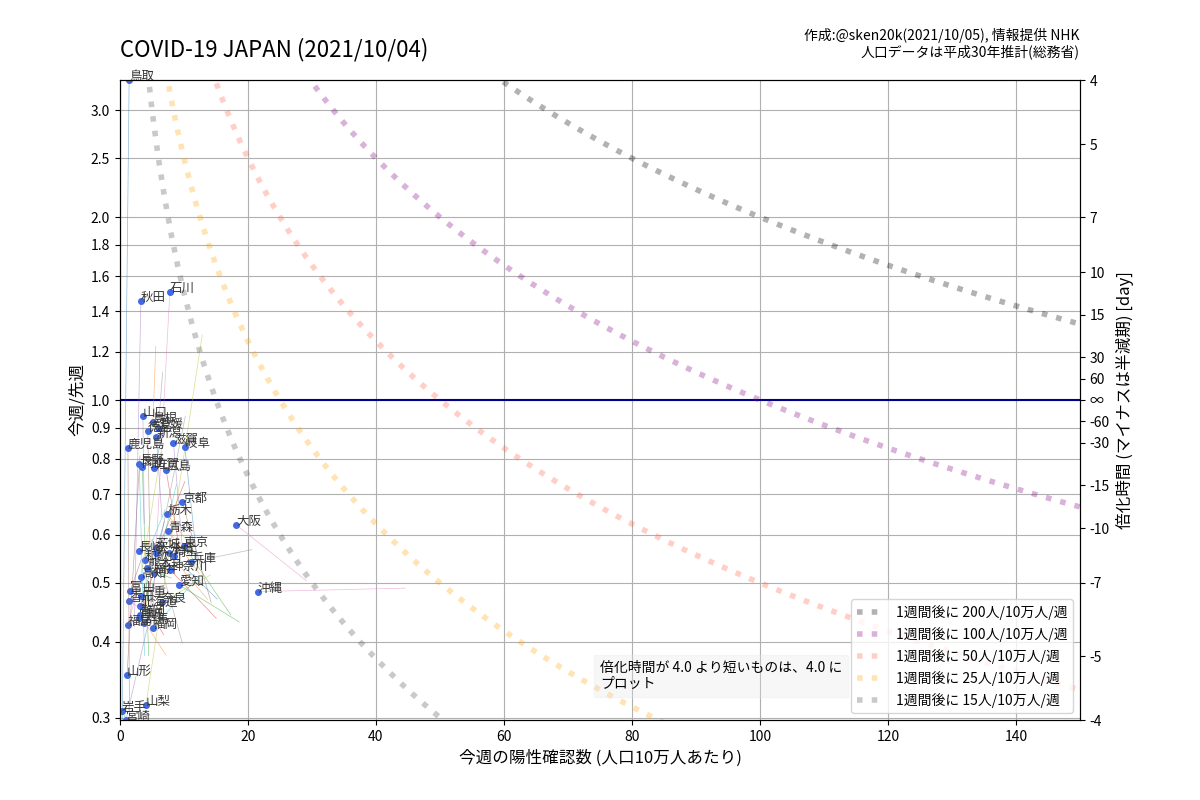 COVID-19 JAPAN (2021/10/04)
作成:@sken20k(2021/10/05), 情報提供 NHK
人口データは平成30年推計(総務省)
鳥取
石川
秋田
山口
鹿児島
滋賀
岐阜
広島
京都
栃木
青森
大阪
東京
兵庫
神奈川
愛知
沖縄
奈良
福岡
山形
山梨
岩手
宮崎
3.0
2.5
2.0
1.8
1.6
1.4
1.2
1.0
0.9
0.8
0.7
0.6
0.5
0.4
0.3
今週/先週
4
5
7
10
15
30
60
∞
-60
-30
-15
-10
-7
-5
-4
倍化時間 (マイナスは半減期) [day]
倍化時間が 4.0 より短いものは、4.0 に
プロット
1週間後に 200人/10万人/週
1週間後に 100人/10万人/週
1週間後に 50人/10万人/週
1週間後に 25人/10万人/週
1週間後に 15人/10万人/週
0 20 40 60 80 100 120 140
今週の陽性確認数 (人口10万人あたり)